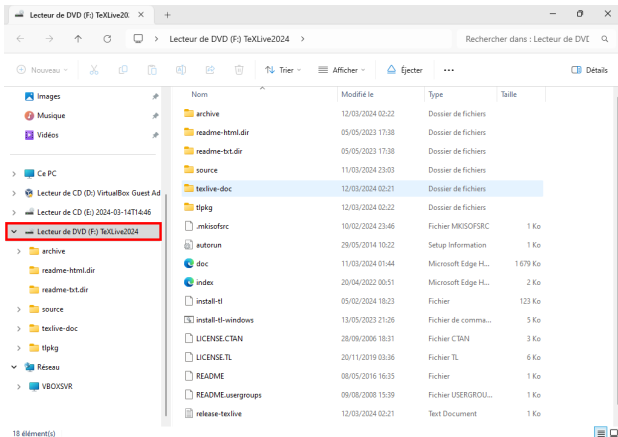 Lecteur de DVD (F:) TeXLive20
Lecteur de DVD (F:) TeXLive2024
Rechercher dans : Lecteur de DVD
Nouveau
Trier
Afficher
Éjecter
Détails
Images
Musique
Vidéos
Ce PC
Lecteur de CD (D:) VirtualBox Guest Ad
Lecteur de CD (E:) 2024-03-14T14:46
Lecteur de DVD (F:) TeXLive2024
archive
readme-html.dir
readme-txt.dir
source
texlive-doc
tlpkg
Réseau
VBOXSVR
Nom Modifié le Type Taille
archive 12/03/2024 02:22 Dossier de fichiers
readme-html.dir 05/05/2023 17:38 Dossier de fichiers
readme-txt.dir 05/05/2023 17:38 Dossier de fichiers
source 11/03/2024 23:03 Dossier de fichiers
texlive-doc 12/03/2024 02:21 Dossier de fichiers
tlpkg 12/03/2024 02:22 Dossier de fichiers
.mkisofsrc 10/02/2024 23:46 Fichier MKISOFSRC 1 Ko
autorun 29/05/2014 10:22 Setup Information 1 Ko
doc 11/03/2024 01:44 Microsoft Edge H... 1 679 Ko
index 20/04/2022 00:51 Microsoft Edge H... 2 Ko
install-tl 05/02/2024 18:23 Fichier 123 Ko
install-tl-windows 13/05/2023 21:26 Fichier de comma... 5 Ko
LICENSE.CTAN 28/09/2006 18:31 Fichier CTAN 3 Ko
LICENSE.TL 20/11/2019 03:36 Fichier TL 6 Ko
README 08/05/2016 16:35 Fichier 1 Ko
README.usergroups 09/08/2008 15:39 Fichier USERGROU... 1 Ko
release-texlive 12/03/2024 02:21 Text Document 1 Ko
18 élément(s)